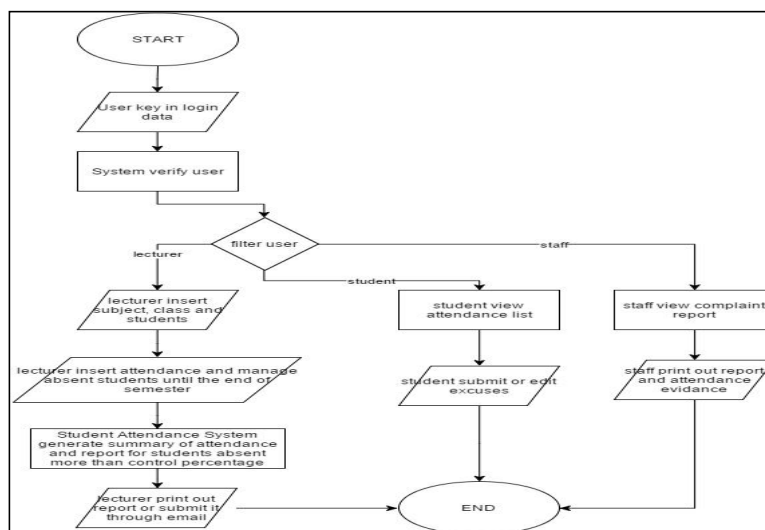 START
User key in login
data
System verify user
filter user
lecturer
student
staff
lecturer insert
subject, class and
students
lecturer insert attendance and manage
absent students until the end of
semester
Student Attendance System
generate summary of attendance
and report for students absent
more than control percentage
lecturer print out
report or submit it
through email
student view
attendance list
student submit or edit
excuses
staff view complaint
report
staff print out report
and attendance
evidance
END